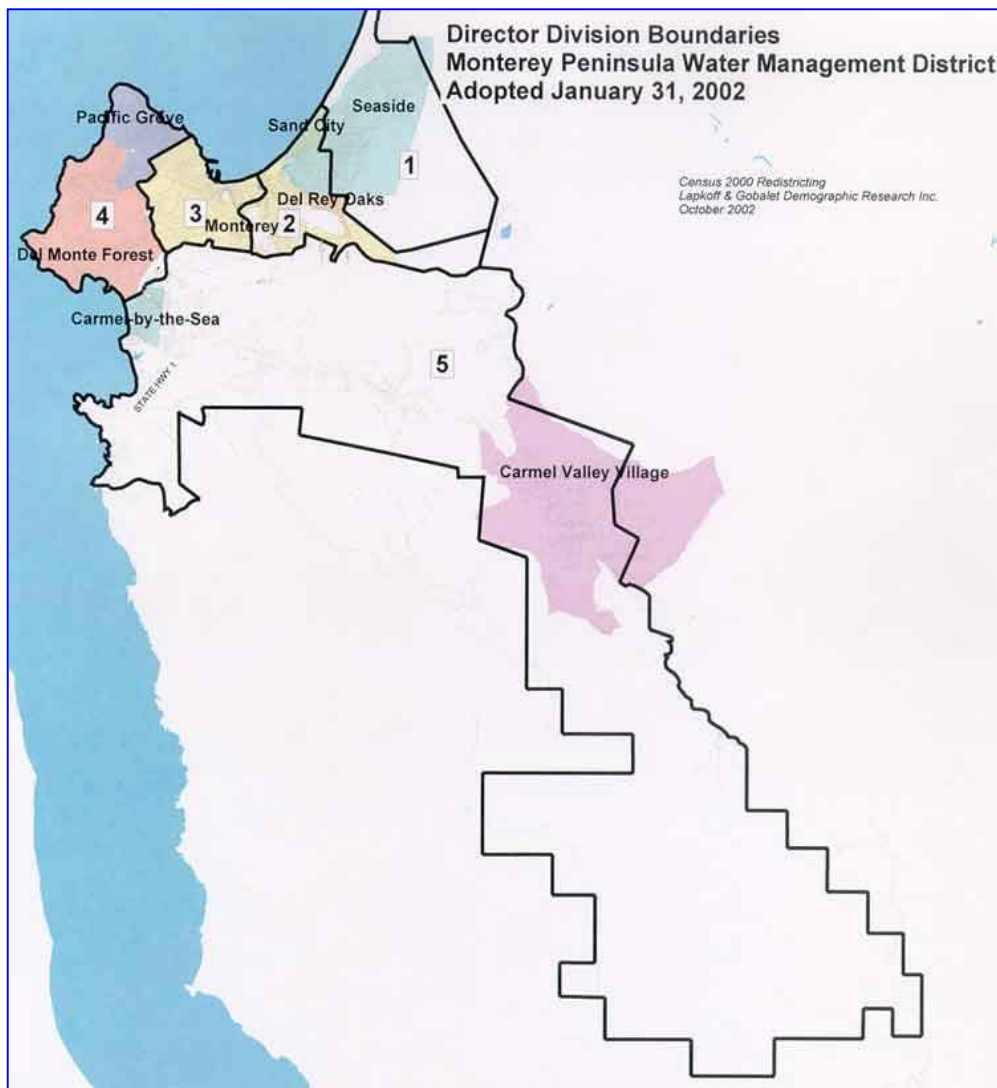 Director Division Boundaries
Monterey Peninsula Water Management District
Adopted January 31, 2002
Census 2000 Redistricting
Lapkoff & Gobalet Demographic Research Inc.
October 2002
Seaside
Pacific Grove
Sand City
1
Del Rey Oaks
4
3
2
Monterey
Del Monte Forest
Carmel-by-the-Sea
5
STATE HWY 1
Carmel Valley Village